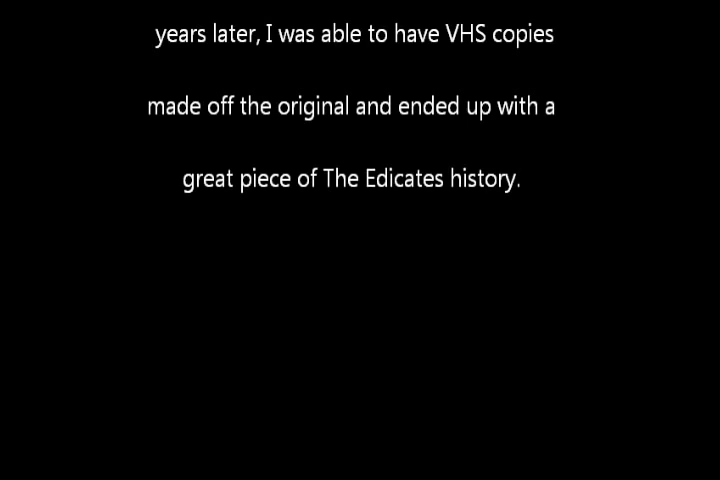 years later, I was able to have VHS copies
made off the original and ended up with a
great piece of The Edicates history.